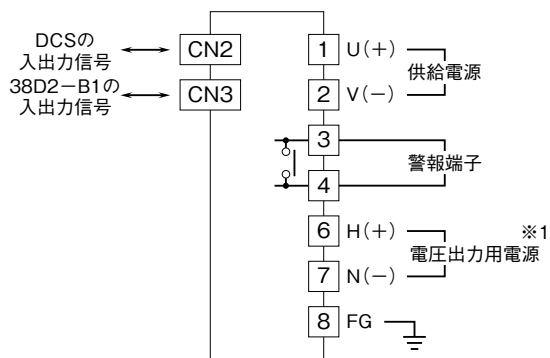 DCSの
入出力信号
CN2
38D2-B1の
入出力信号
CN3
1 U(+)
供給電源
2 V(-)
3
警報端子
4
6 H(+)
※1
電圧出力用電源
7 N(-)
8 FG